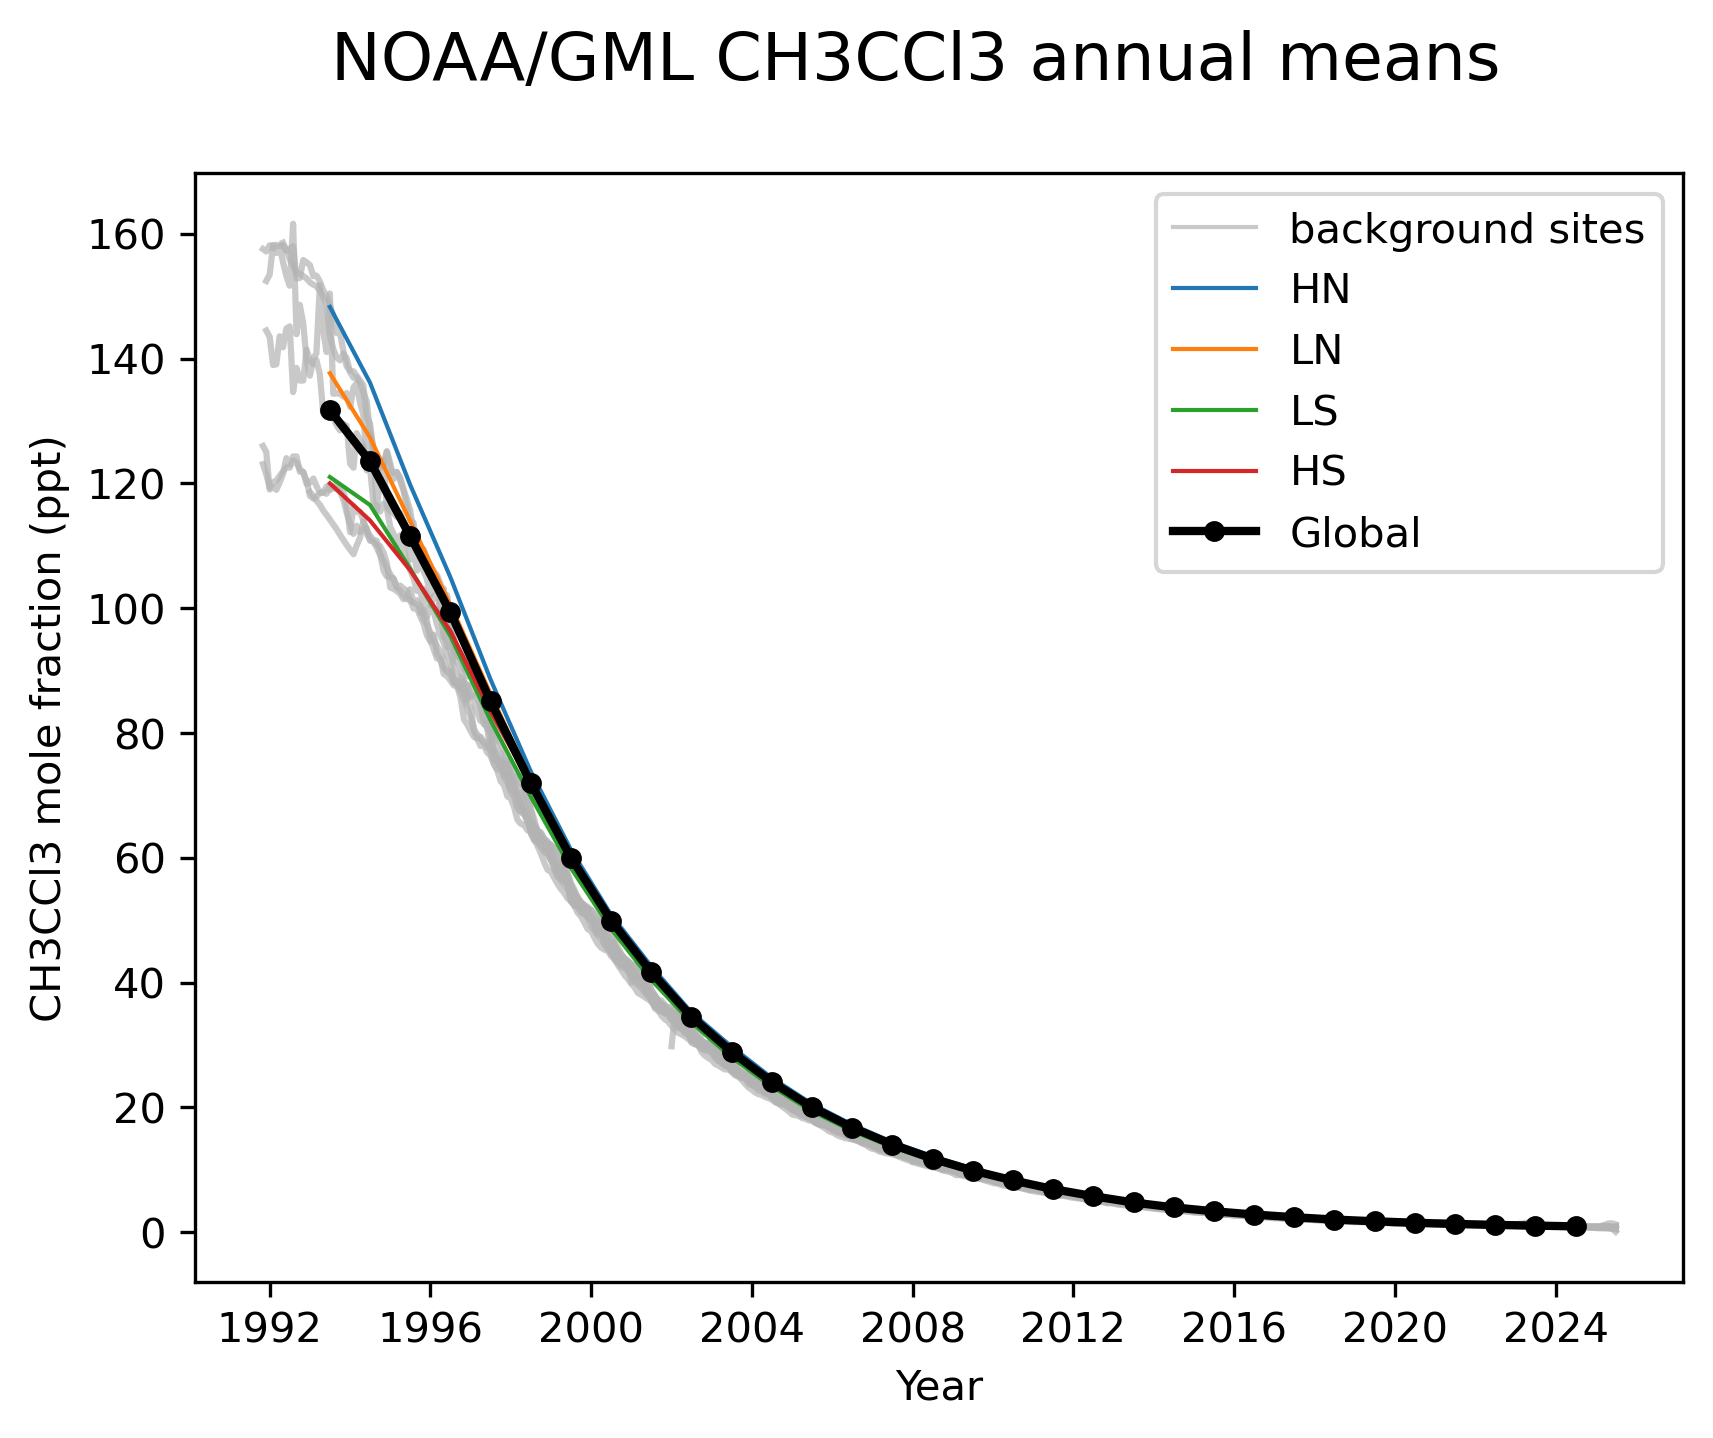 NOAA/GML CH3CCl3 annual means
CH3CCl3 mole fraction (ppt)
160
140
120
100
80
60
40
20
0
background sites
HN
LN
LS
HS
Global
1992 1996 2000 2004 2008 2012 2016 2020 2024
Year